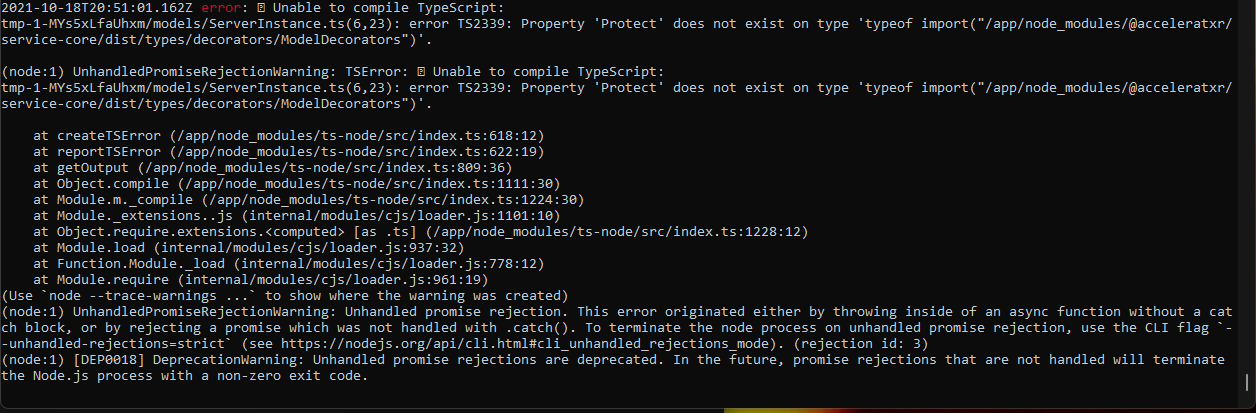 2021-10-18T20:51:01.162Z error: ⨯ Unable to compile TypeScript:
tmp-1-MYs5xLfaUhxm/models/ServerInstance.ts(6,23): error TS2339: Property 'Protect' does not exist on type 'typeof import("/app/node_modules/@acceleratxr/
service-core/dist/types/decorators/ModelDecorators")'.
(node:1) UnhandledPromiseRejectionWarning: TSError: ⨯ Unable to compile TypeScript:
tmp-1-MYs5xLfaUhxm/models/ServerInstance.ts(6,23): error TS2339: Property 'Protect' does not exist on type 'typeof import("/app/node_modules/@acceleratxr/
service-core/dist/types/decorators/ModelDecorators")'.
    at createTSError (/app/node_modules/ts-node/src/index.ts:618:12)
    at reportTSError (/app/node_modules/ts-node/src/index.ts:622:19)
    at getOutput (/app/node_modules/ts-node/src/index.ts:809:36)
    at Object.compile (/app/node_modules/ts-node/src/index.ts:1111:30)
    at Module.m._compile (/app/node_modules/ts-node/src/index.ts:1224:30)
    at Module._extensions..js (internal/modules/cjs/loader.js:1101:10)
    at Object.require.extensions.<computed> [as .ts] (/app/node_modules/ts-node/src/index.ts:1228:12)
    at Module.load (internal/modules/cjs/loader.js:937:32)
    at Function.Module._load (internal/modules/cjs/loader.js:778:12)
    at Module.require (internal/modules/cjs/loader.js:961:19)
(Use `node --trace-warnings ...` to show where the warning was created)
(node:1) UnhandledPromiseRejectionWarning: Unhandled promise rejection. This error originated either by throwing inside of an async function without a cat
ch block, or by rejecting a promise which was not handled with .catch(). To terminate the node process on unhandled promise rejection, use the CLI flag `-
-unhandled-rejections=strict` (see https://nodejs.org/api/cli.html#cli_unhandled_rejections_mode). (rejection id: 3)
(node:1) [DEP0018] DeprecationWarning: Unhandled promise rejections are deprecated. In the future, promise rejections that are not handled will terminate
the Node.js process with a non-zero exit code.